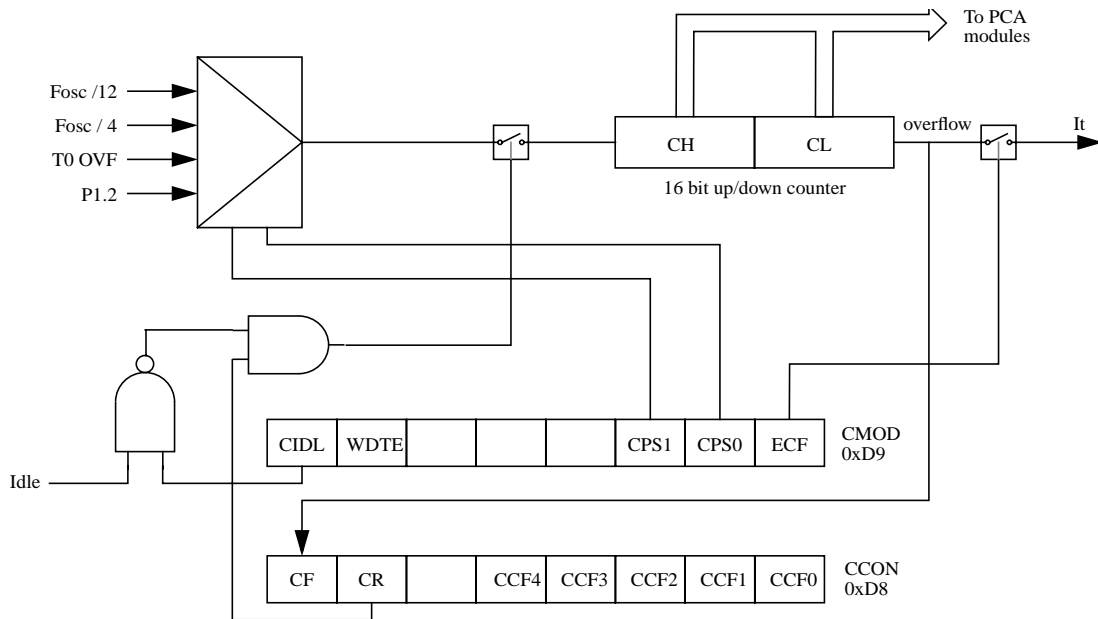 To PCA
modules
Fosc /12
Fosc / 4
T0 OVF
P1.2
CH
CL
overflow
It
16 bit up/down counter
CIDL WDTE CPS1 CPS0 ECF
CMOD
0xD9
Idle
CF CR CCF4 CCF3 CCF2 CCF1 CCF0
CCON
0xD8